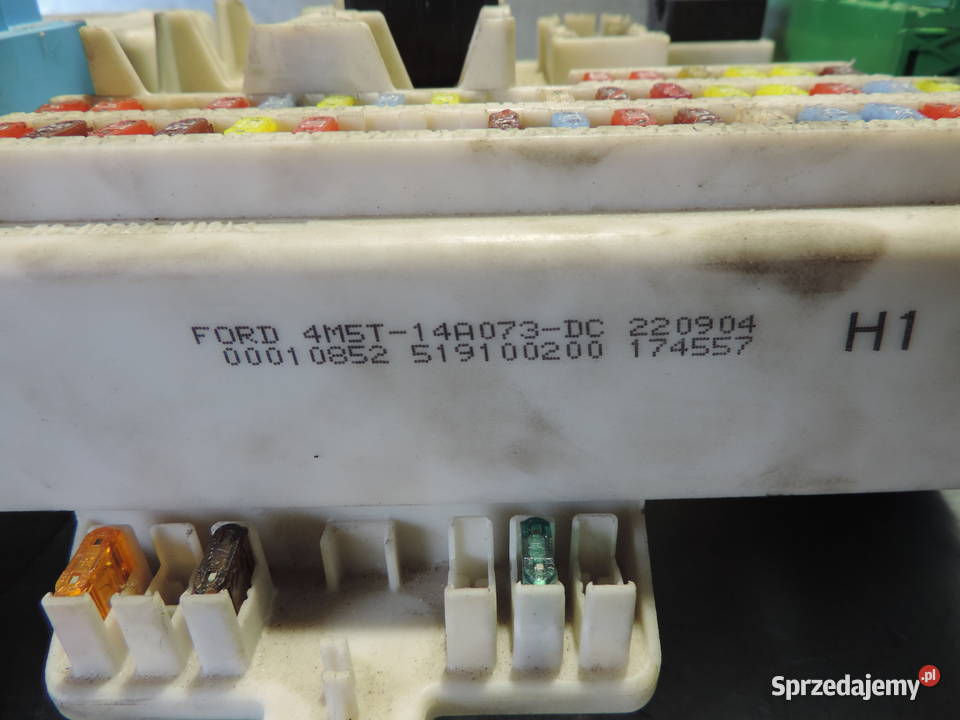 FORD 4M5T-14A073-DC 220904
00010852 519100200 174557
H1
Sprzedajemy.pl